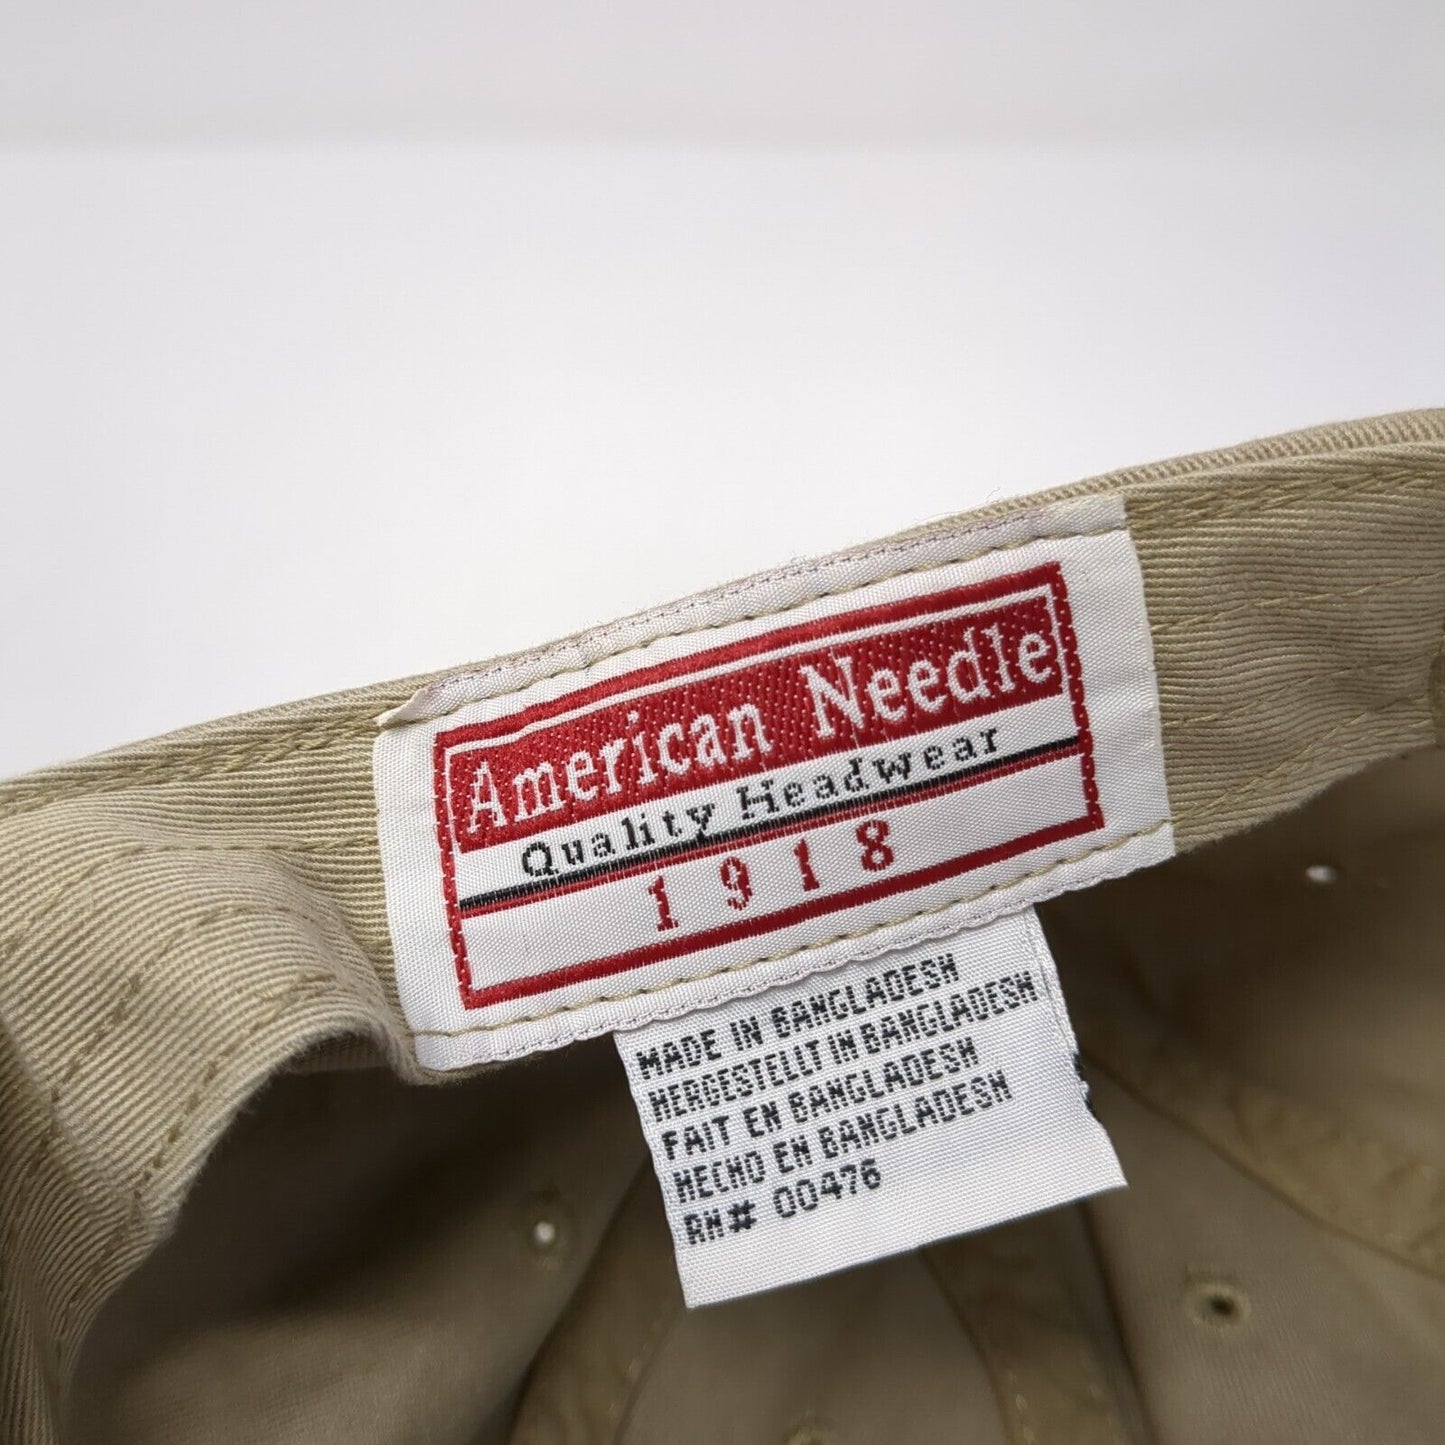 American Needle
Quality Headwear
1918
MADE IN BANGLADESH
HERGESTELLT IN BANGLADESH
FAIT EN BANGLADESH
HECHO EN BANGLADESH
RN# 00476